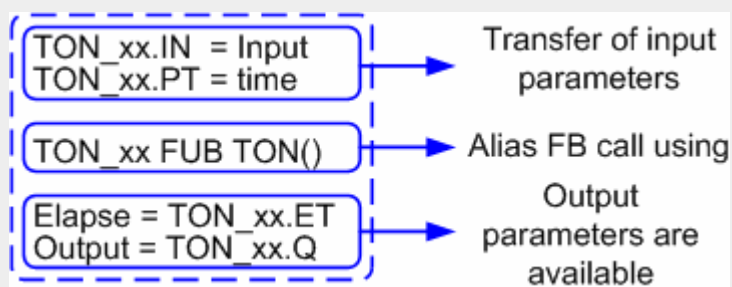 TON_xx.IN = Input
TON_xx.PT = time
Transfer of input
parameters
TON_xx FUB TON()
Alias FB call using
Elapse = TON_xx.ET
Output = TON_xx.Q
Output
parameters are
available